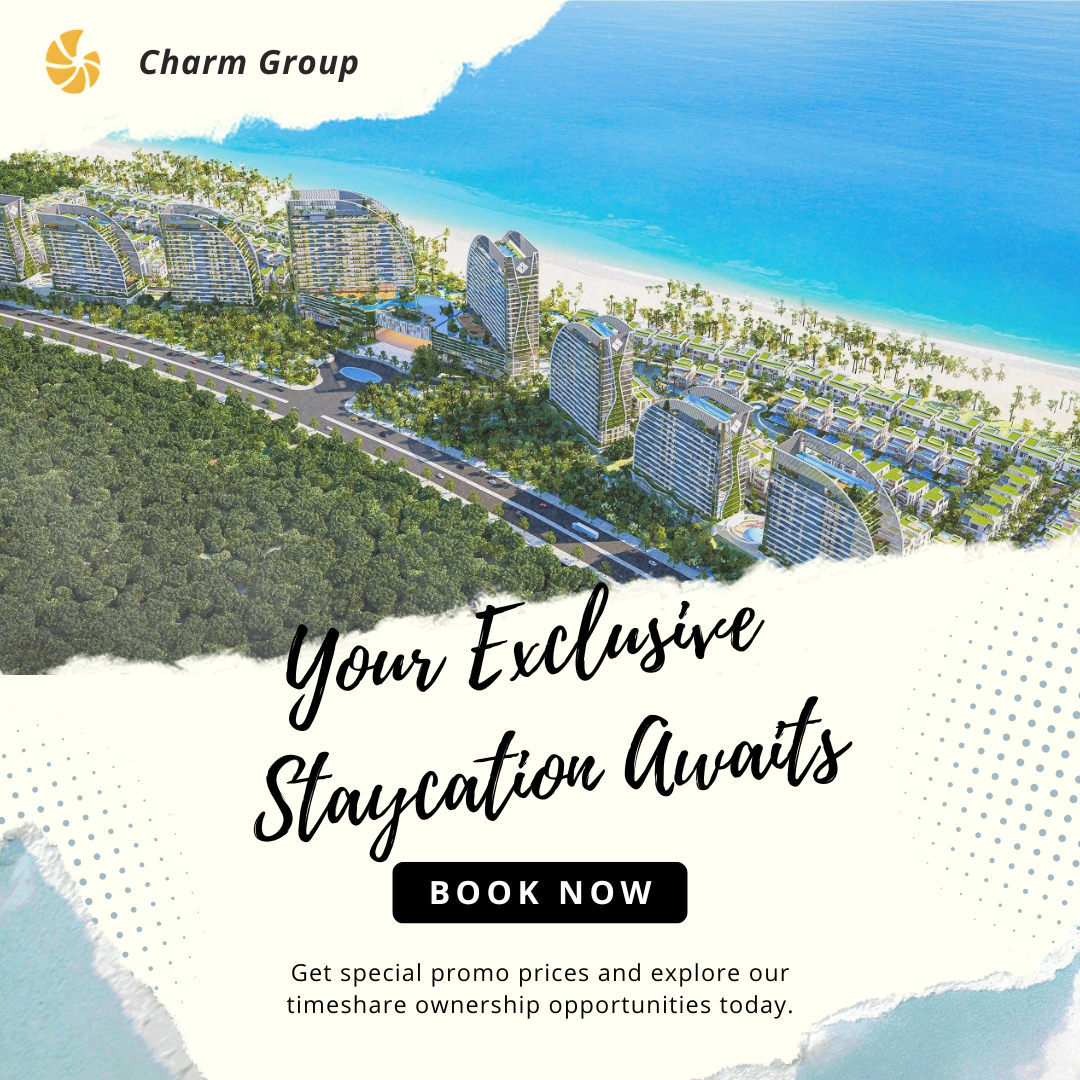 Charm Group
Your Exclusive
Staycation Awaits
BOOK NOW
Get special promo prices and explore our
timeshare ownership opportunities today.